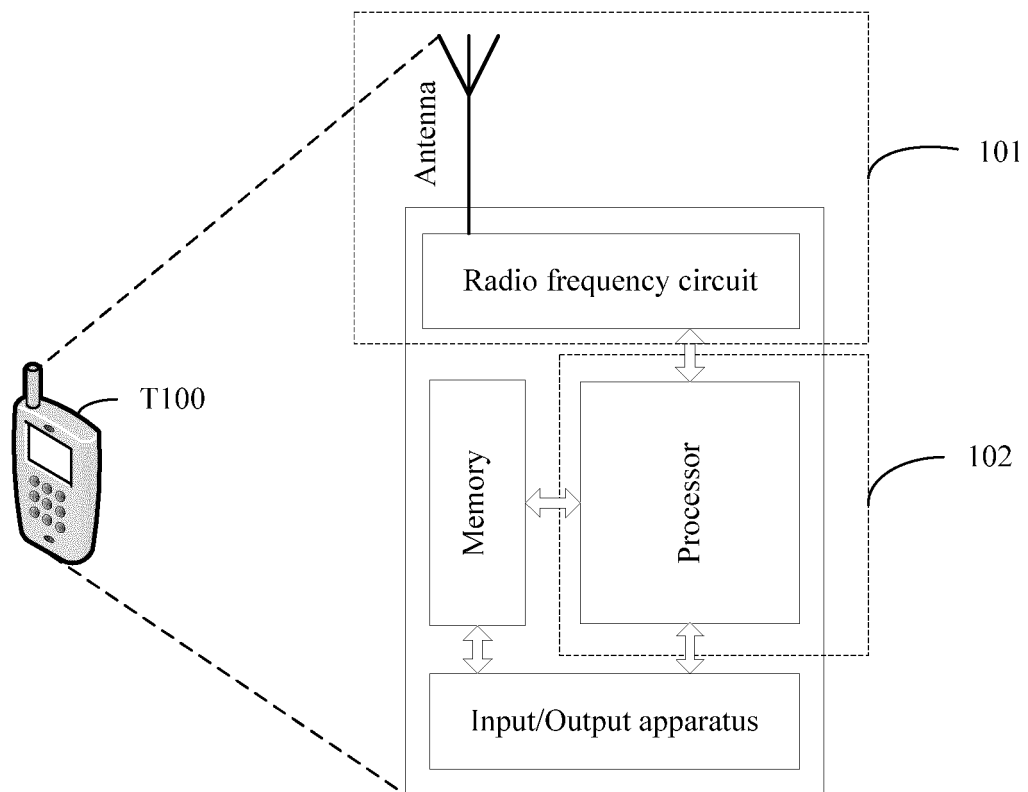 Antenna
101
Radio frequency circuit
T100
Memory
Processor
102
Input/Output apparatus